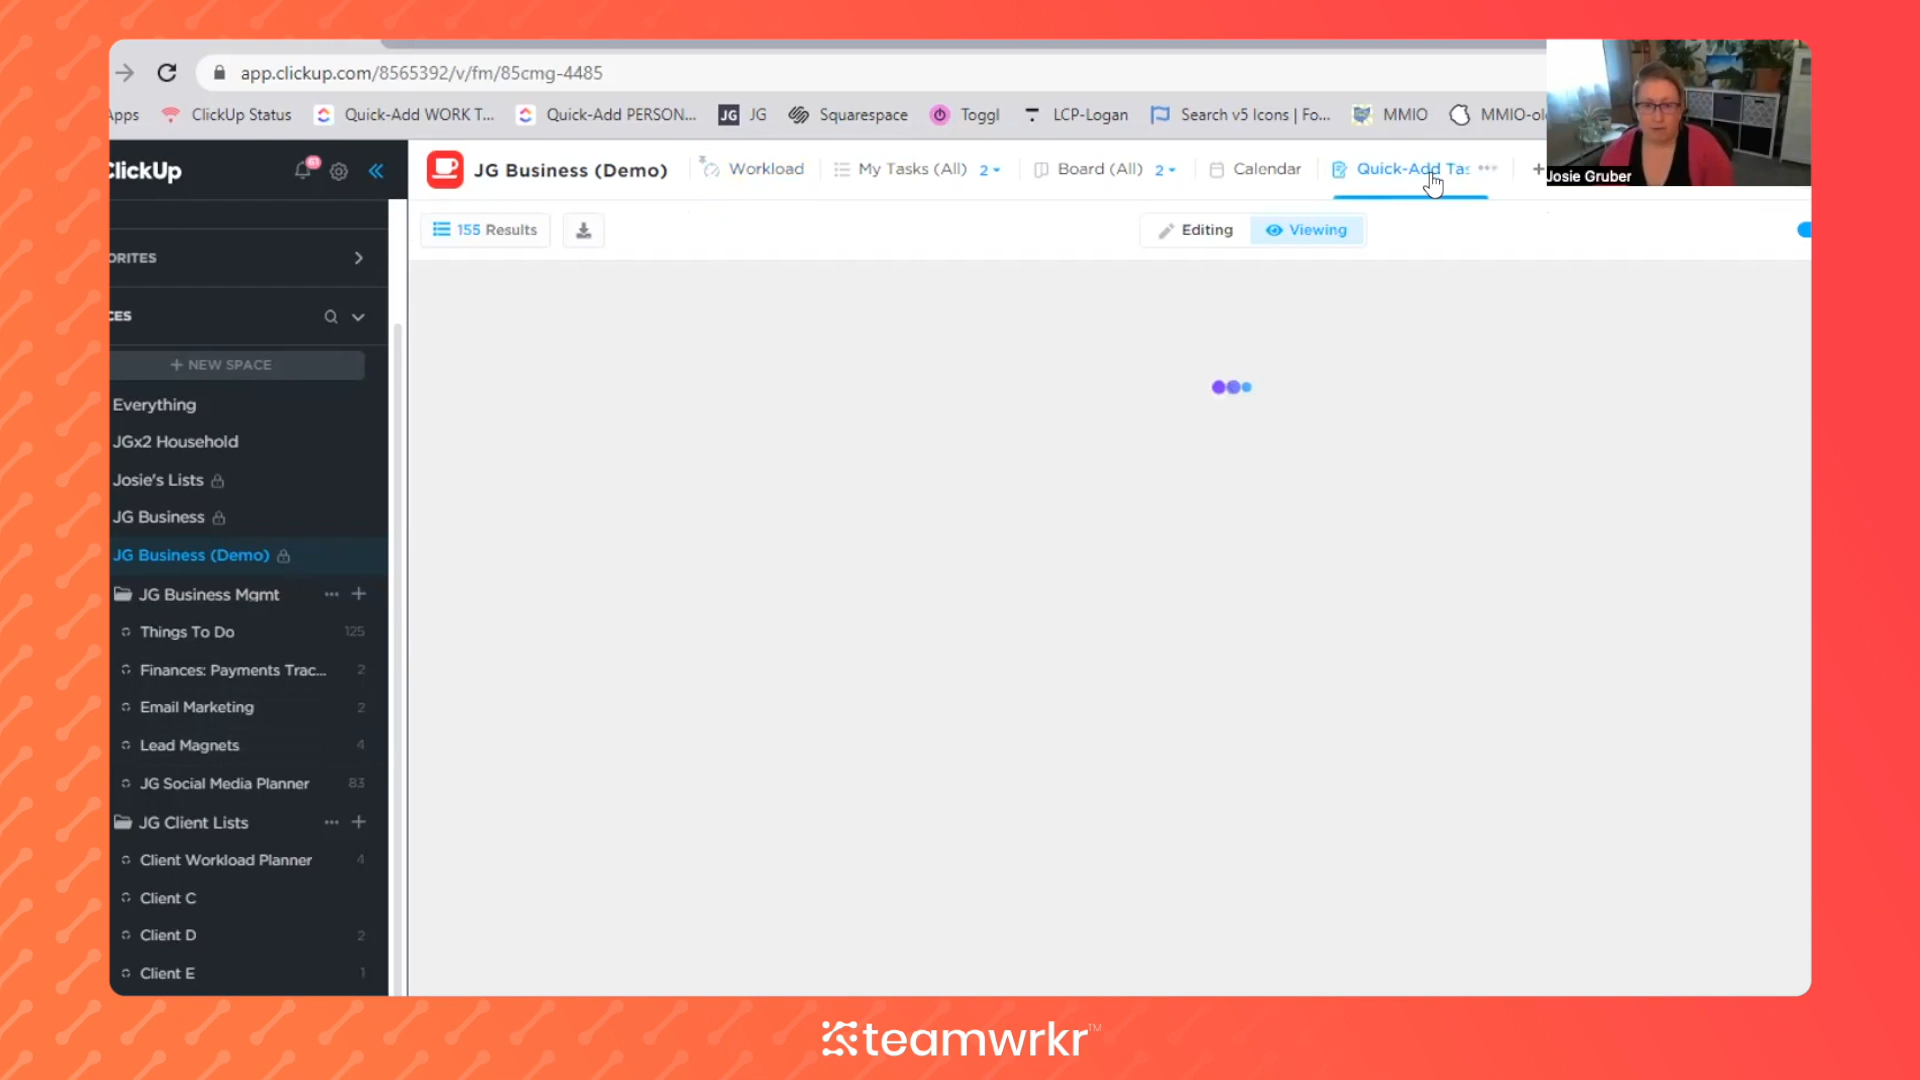 app.clickup.com/8565392/v/fm/85cmg-4485
Apps ClickUp Status Quick-Add WORK T... Quick-Add PERSON... JG JG Squarespace Toggl LCP-Logan Search v5 Icons | Fo... MMIO MMIO-ol
ClickUp 61
JG Business (Demo) Workload My Tasks (All) 2 Board (All) 2 Calendar Quick-Add Tas ... +
Josie Gruber
155 Results Editing Viewing
ORITES
CES
+ NEW SPACE
Everything
JGx2 Household
Josie's Lists
JG Business
JG Business (Demo)
JG Business Mgmt ... +
Things To Do 125
Finances: Payments Trac... 2
Email Marketing 2
Lead Magnets 4
JG Social Media Planner 83
JG Client Lists ... +
Client Workload Planner 4
Client C
Client D 2
Client E 1
teamwrkr™